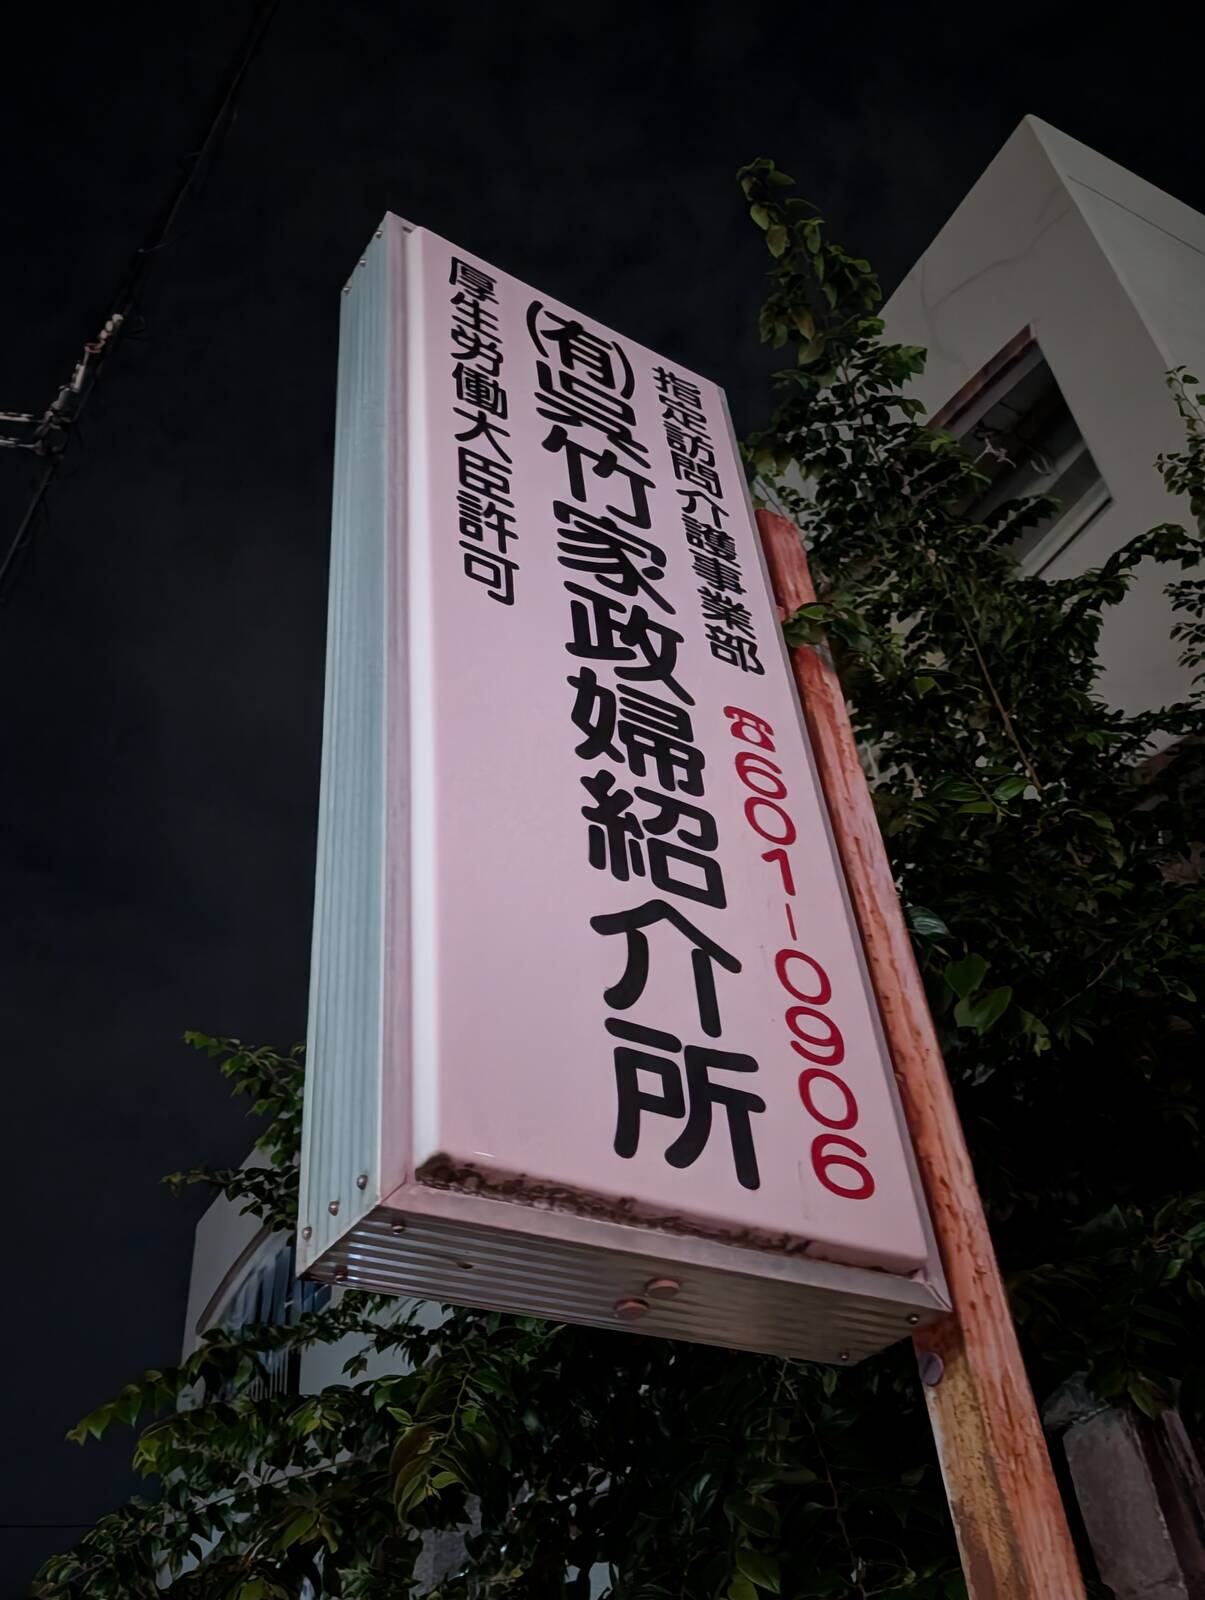 指定訪問介護事業部 ☎601-0906
(有)呉竹家政婦紹介所
厚生労働大臣許可